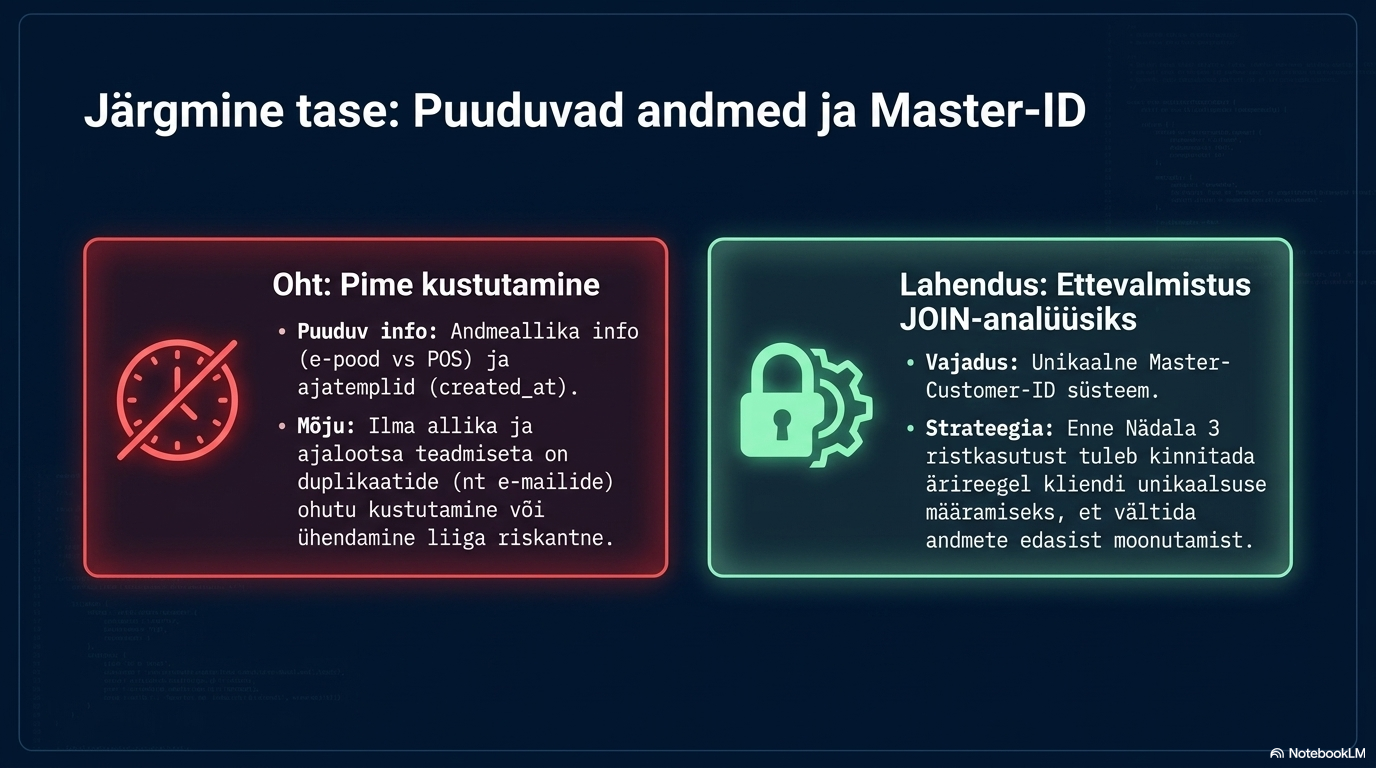 Järgmine tase: Puuduvad andmed ja Master-ID
Oht: Pime kustutamine
• Puuduv info: Andmeallika info
(e-pood vs POS) ja
ajatemplid (created_at).
• Mõju: Ilma allika ja
ajalootsa teadmiseta on
duplikaatide (nt e-mailide)
ohutu kustutamine või
ühendamine liiga riskantne.
Lahendus: Ettevalmistus
JOIN-analüüsiks
• Vajadus: Unikaalne Master-
Customer-ID süsteem.
• Strateegia: Enne Nädala 3
ristkasutust tuleb kinnitada
ärireegel kliendi unikaalsuse
määramiseks, et vältida
andmete edasist moonutamist.
NotebookLM